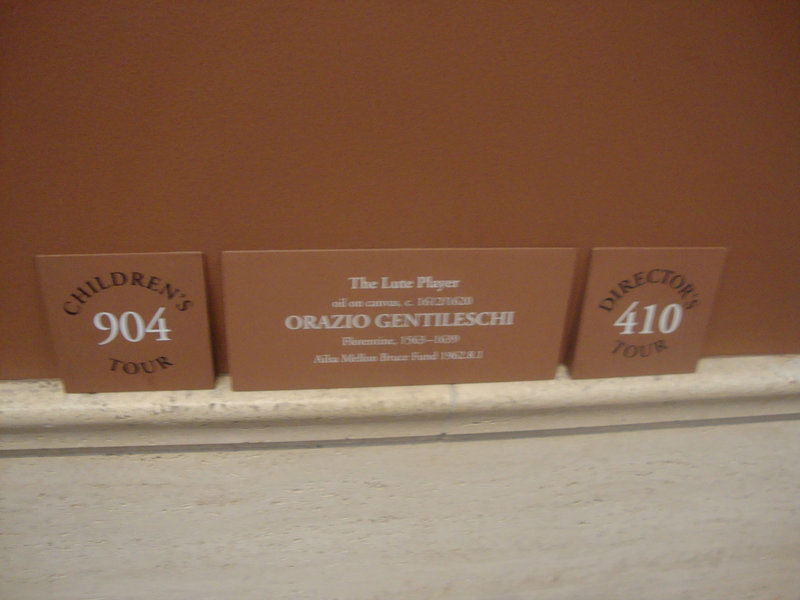 CHILDREN'S
904
TOUR
The Lute Player
oil on canvas, c. 1612/1620
ORAZIO GENTILESCHI
Florentine, 1563–1639
Ailsa Mellon Bruce Fund 1962.8.1
DIRECTOR'S
410
TOUR